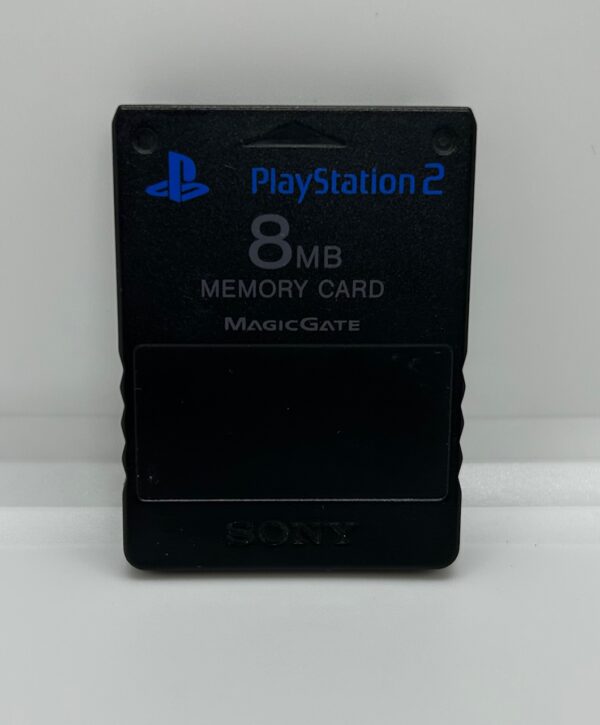 PlayStation 2
8MB
MEMORY CARD
MAGICGATE
SONY